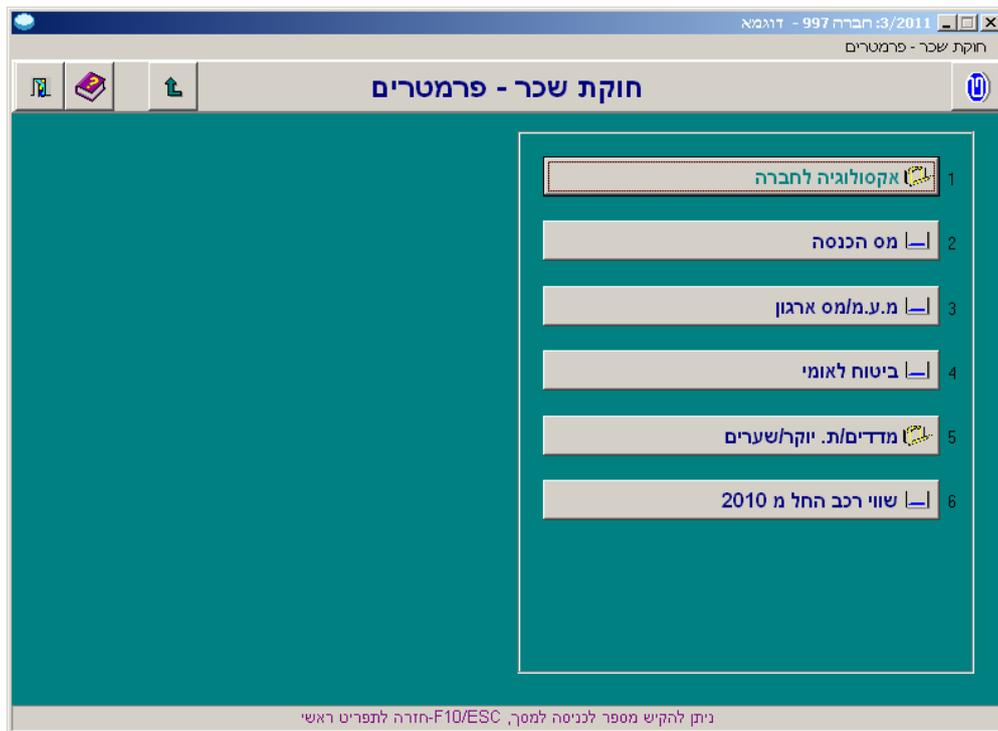 3/2011: חברה 997 - דוגמא
חוקת שכר - פרמטרים
חוקת שכר - פרמטרים
1 אקסולוגיה לחברה
2 מס הכנסה
3 מ.ע.מ/מס ארגון
4 ביטוח לאומי
5 מדדים/ת. יוקר/שערים
6 שווי רכב החל מ 2010
ניתן להקיש מספר לכניסה למסך, F10/ESC-חזרה לתפריט ראשי